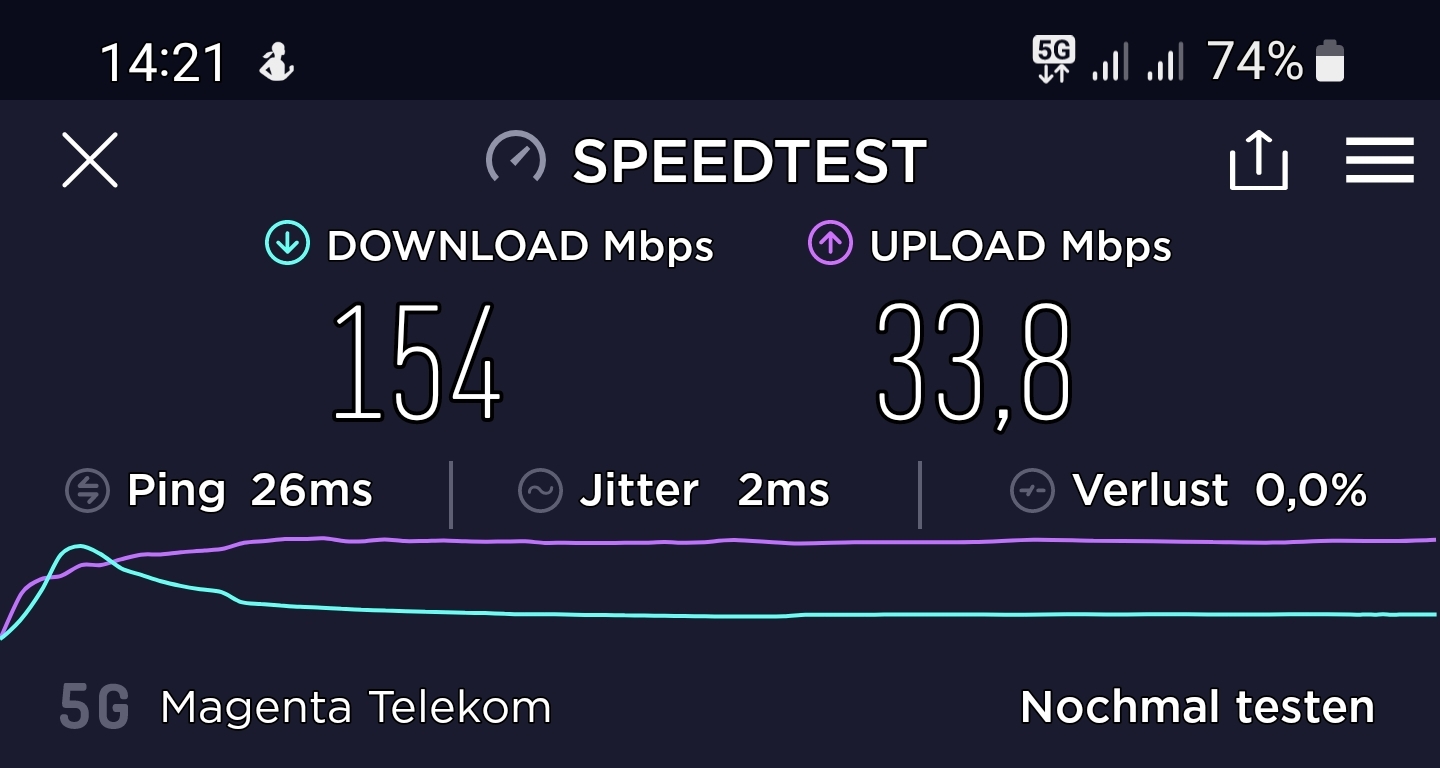 14:21 5G 74%
SPEEDTEST
DOWNLOAD Mbps UPLOAD Mbps
154 33,8
Ping 26ms Jitter 2ms Verlust 0,0%
5G Magenta Telekom Nochmal testen